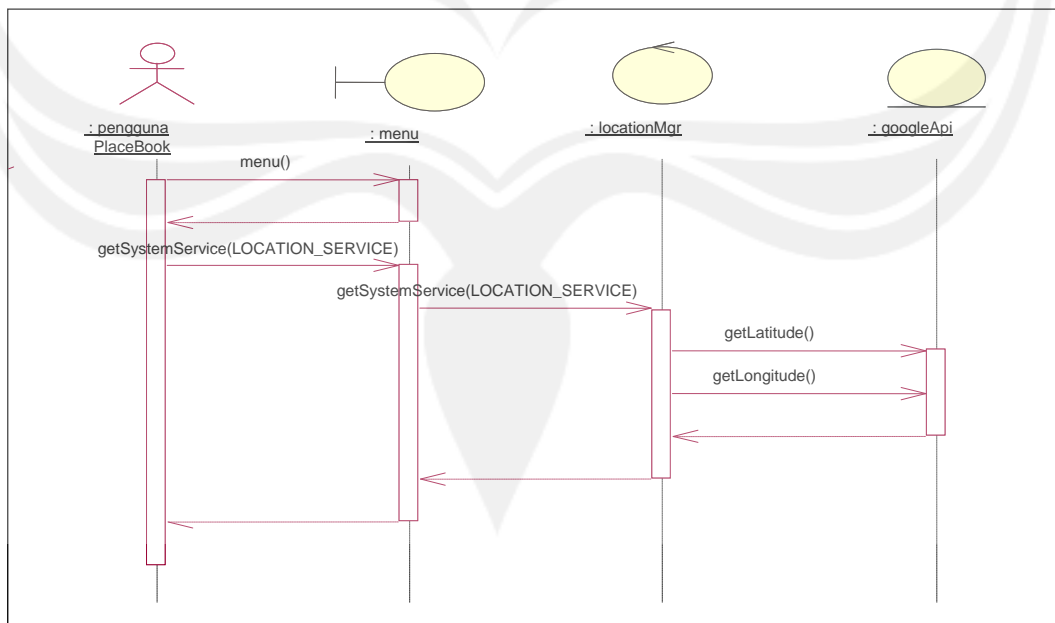 : pengguna
PlaceBook
: menu
: locationMgr
: googleApi
menu()
getSystemService(LOCATION_SERVICE)
getSystemService(LOCATION_SERVICE)
getLatitude()
getLongitude()